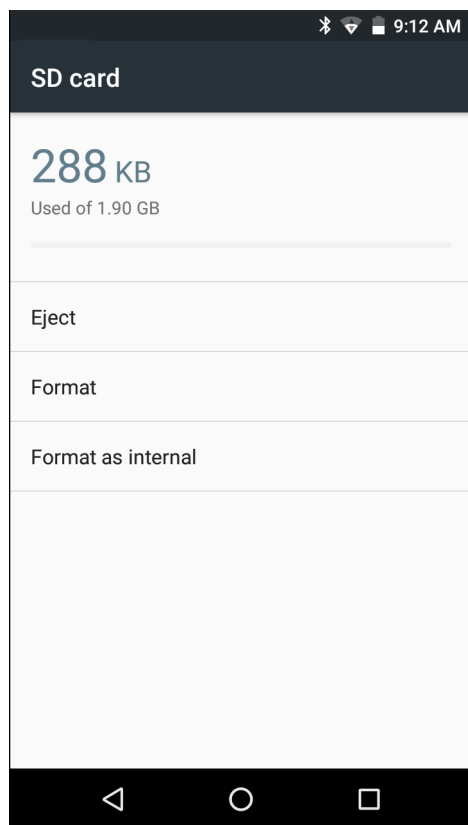 9:12 AM
SD card
288 KB
Used of 1.90 GB
Eject
Format
Format as internal